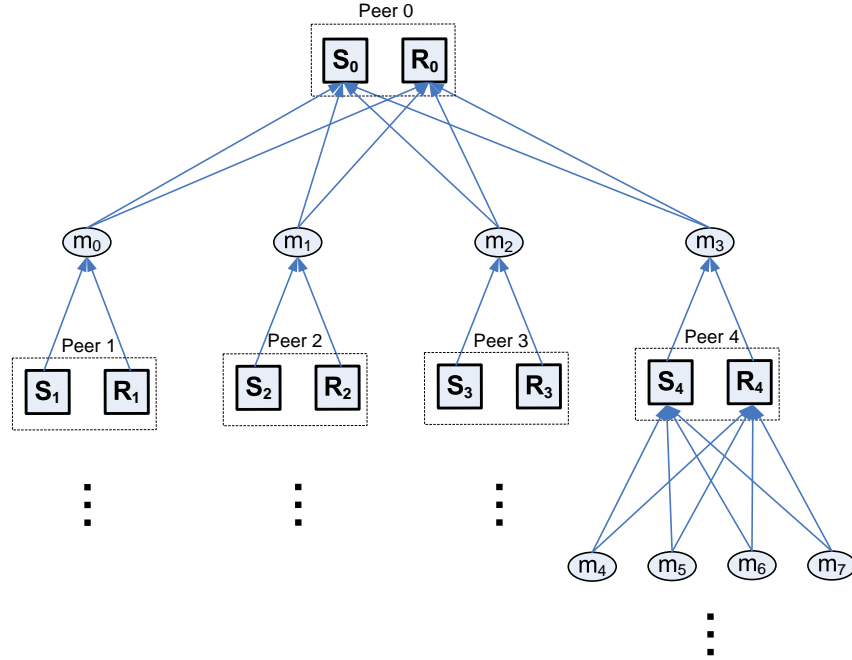 Peer 0
S₀ R₀
m₀ m₁ m₂ m₃
Peer 1 Peer 2 Peer 3 Peer 4
S₁ R₁ S₂ R₂ S₃ R₃ S₄ R₄
m₄ m₅ m₆ m₇